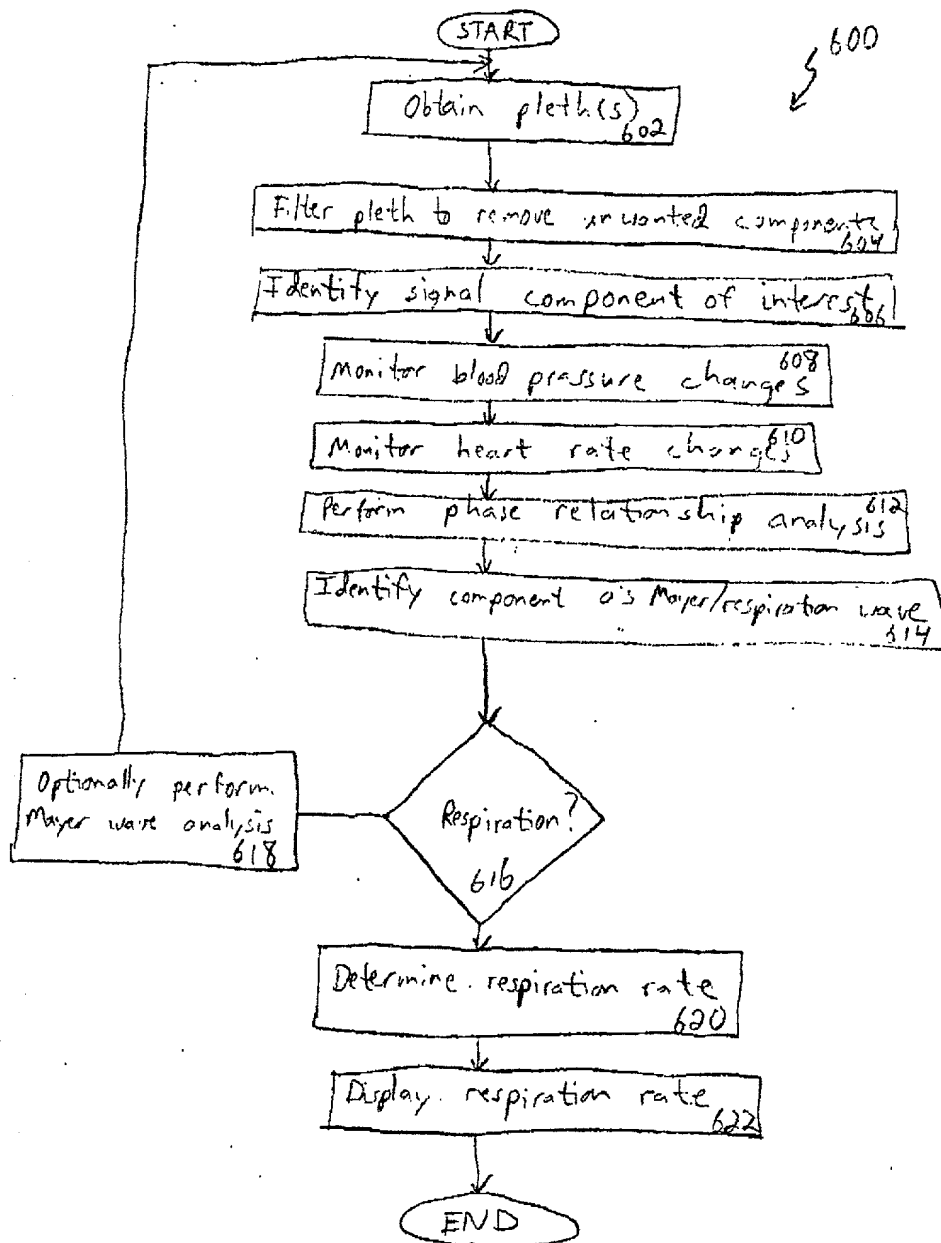 START
600
Obtain pleth(s)
602
Filter pleth to remove unwanted components
604
Identify signal component of interest
606
Monitor blood pressure changes
608
Monitor heart rate changes
610
Perform phase relationship analysis
612
Identify component as Mayer/respiration wave
614
Respiration?
616
Optionally perform.
Mayer wave analysis
618
Determine. respiration rate
620
Display. respiration rate
622
END